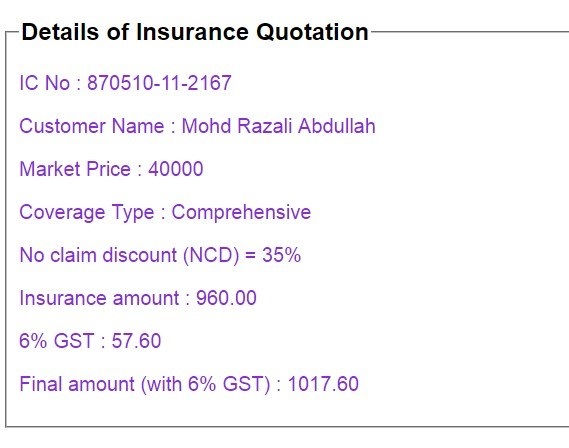 Details of Insurance Quotation
IC No : 870510-11-2167
Customer Name : Mohd Razali Abdullah
Market Price : 40000
Coverage Type : Comprehensive
No claim discount (NCD) = 35%
Insurance amount : 960.00
6% GST : 57.60
Final amount (with 6% GST) : 1017.60